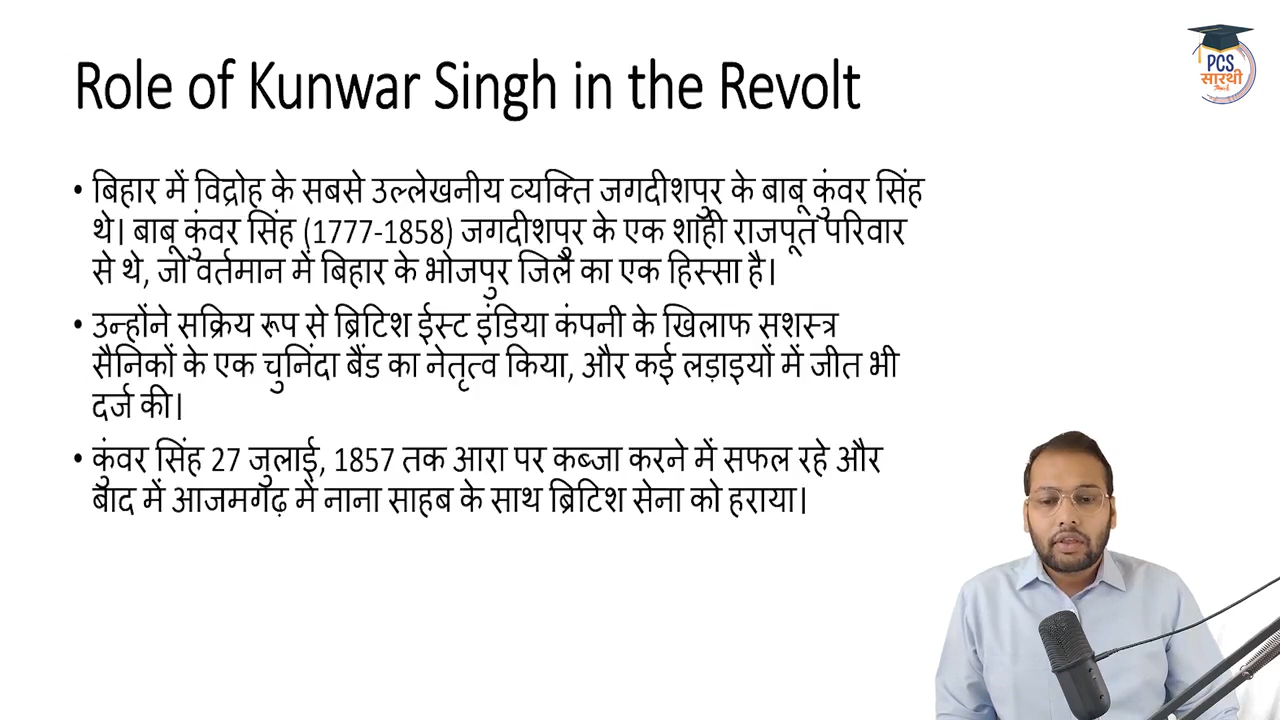 Role of Kunwar Singh in the Revolt
PCS
सारथी
• बिहार में विद्रोह के सबसे उल्लेखनीय व्यक्ति जगदीशपुर के बाबू कुंवर सिंह
थे। बाबू कुंवर सिंह (1777-1858) जगदीशपुर के एक शाही राजपूत परिवार
से थे, जो वर्तमान में बिहार के भोजपुर जिले का एक हिस्सा है।
• उन्होंने सक्रिय रूप से ब्रिटिश ईस्ट इंडिया कंपनी के खिलाफ सशस्त्र
सैनिकों के एक चुनिंदा बैंड का नेतृत्व किया, और कई लड़ाइयों में जीत भी
दर्ज की।
• कुंवर सिंह 27 जुलाई, 1857 तक आरा पर कब्जा करने में सफल रहे और
बाद में आजमगढ़ में नाना साहब के साथ ब्रिटिश सेना को हराया।